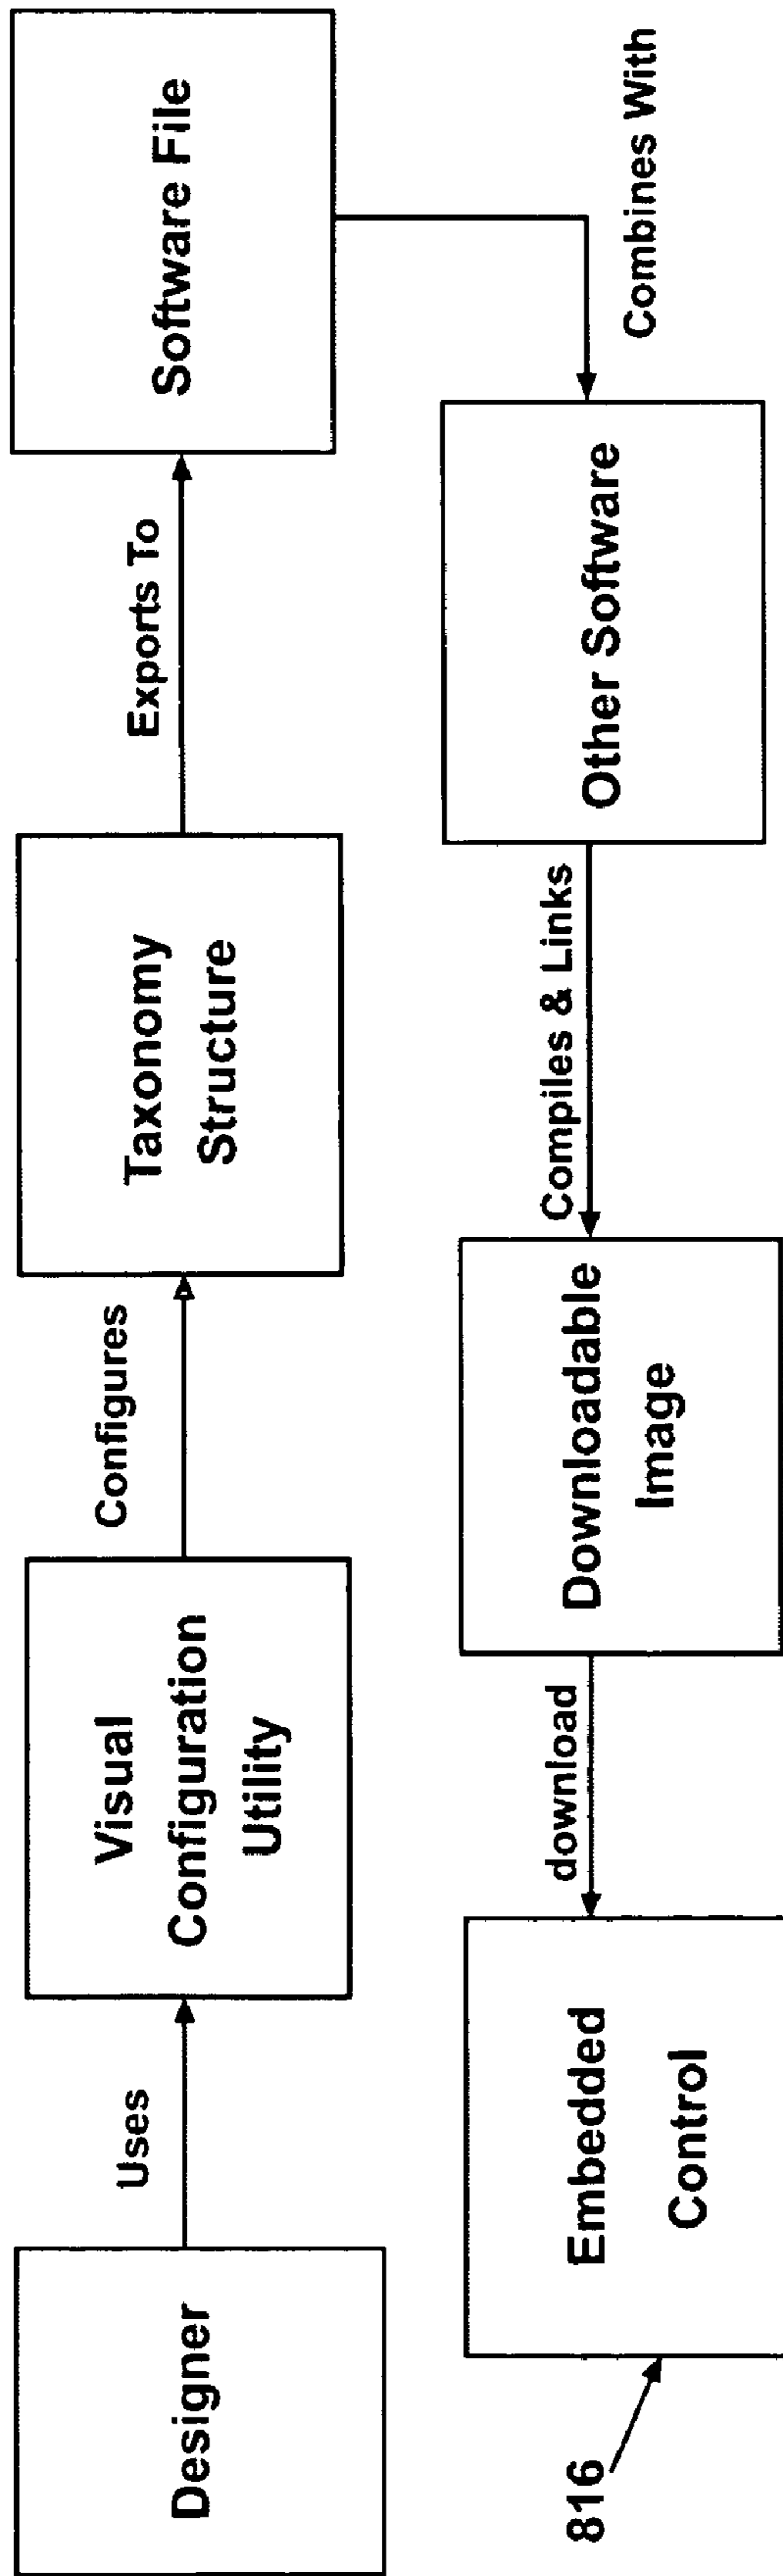 Designer
Uses
Visual
Configuration
Utility
Configures
Taxonomy
Structure
Exports To
Software File
Combines With
Other Software
Compiles & Links
Downloadable
Image
download
Embedded
Control
816